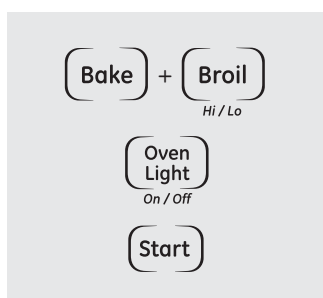 Bake + Broil
Hi / Lo
Oven
Light
On / Off
Start